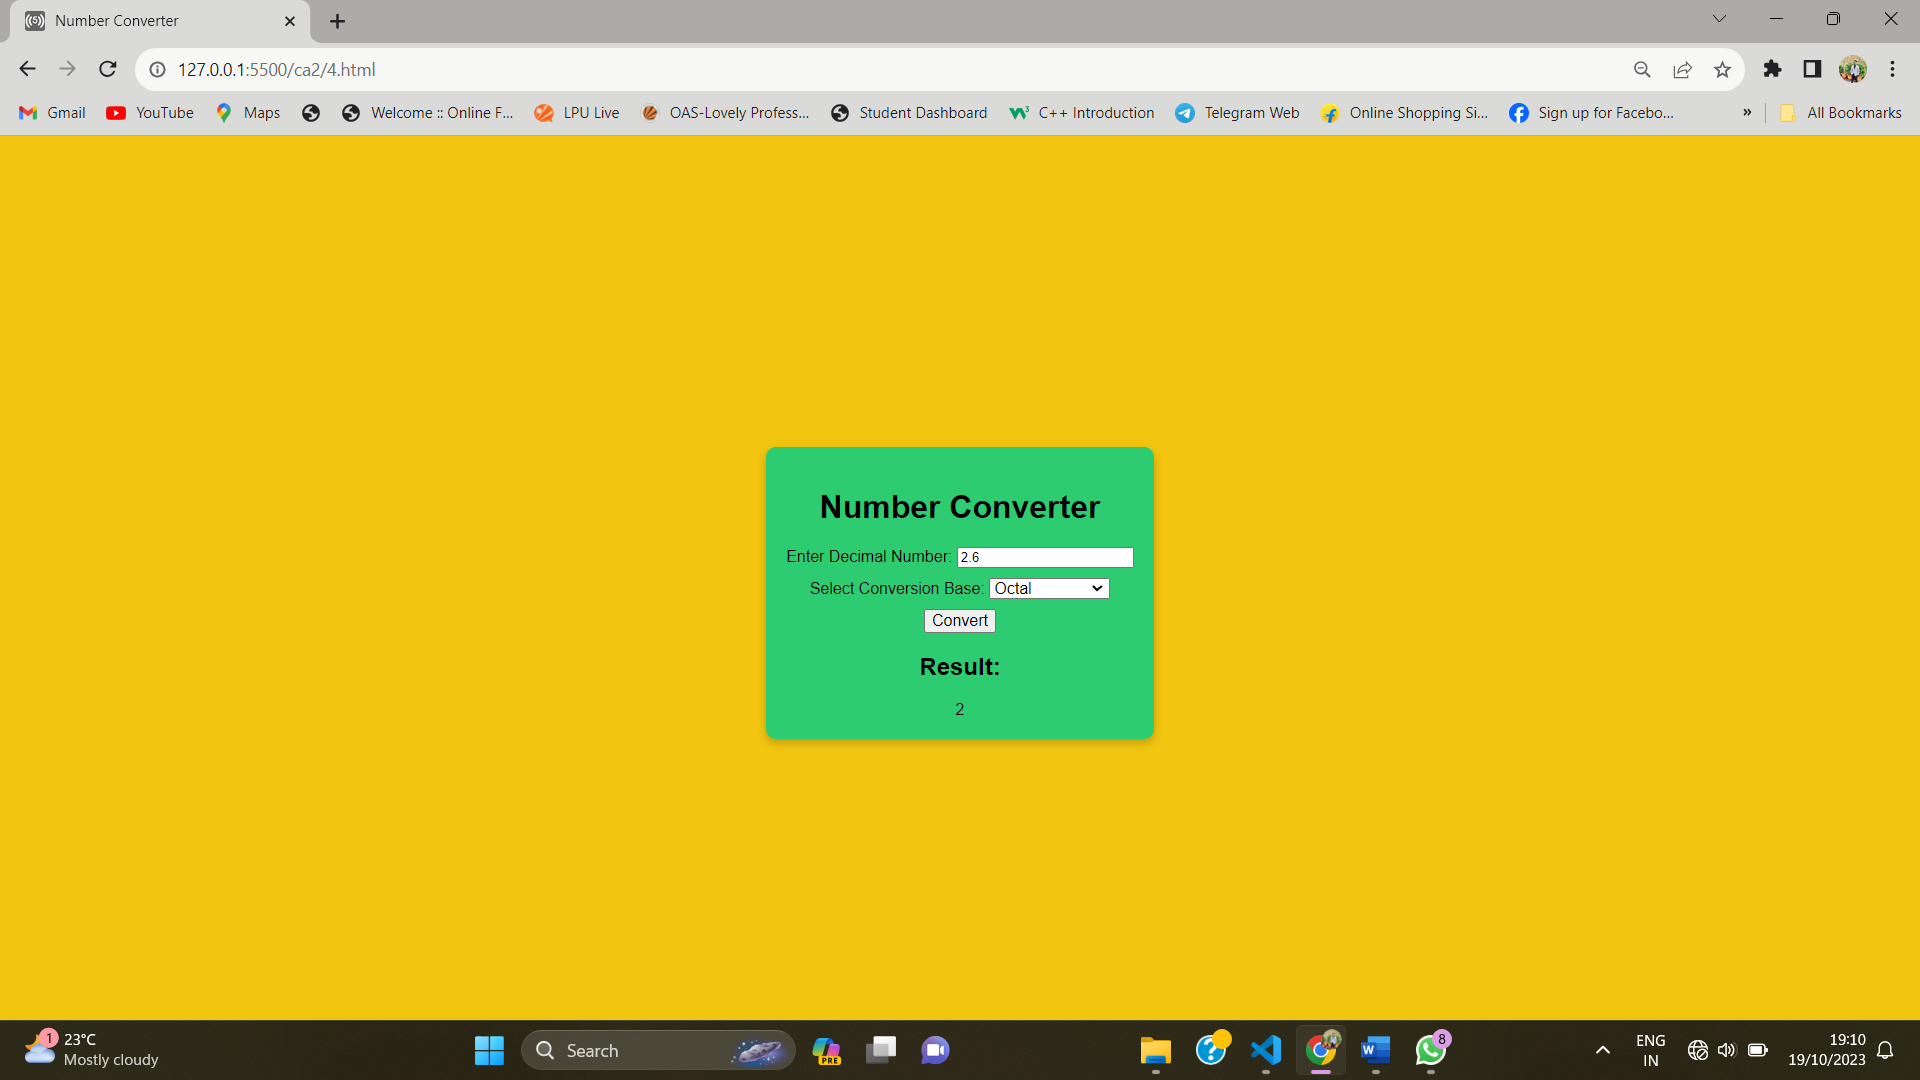 Number Converter
127.0.0.1:5500/ca2/4.html
Gmail YouTube Maps Welcome :: Online F... LPU Live OAS-Lovely Profess... Student Dashboard C++ Introduction Telegram Web Online Shopping Si... Sign up for Facebo... » All Bookmarks
Number Converter
Enter Decimal Number: 2.6
Select Conversion Base: Octal
Convert
Result:
2
1 23°C
Mostly cloudy
Search
PRE
8
ENG
IN
19:10
19/10/2023